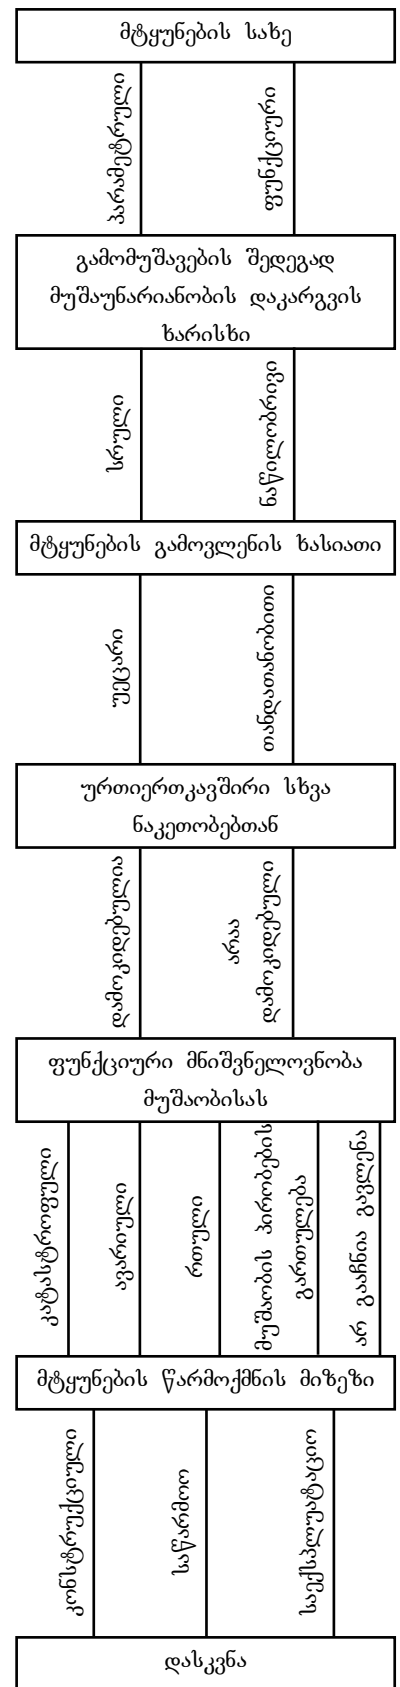 მტყუნების სახე
პარამეტრული
ფუნქციური
გამომუშავების შედეგად
მუშაუნარიანობის დაკარგვის
ხარისხი
სრული
ნაწილობრივი
მტყუნების გამოვლენის ხასიათი
უეცარი
თანდათანობითი
ურთიერთკავშირი სხვა
ნაკეთობებთან
დამოკიდებულია
არაა
დამოკიდებული
ფუნქციური მნიშვნელოვნობა
მუშაობისას
კატასტროფული
ავარიული
რთული
მუშაობის პირობების
გართულება
არ გააჩნია გავლენა
მტყუნების წარმოქმნის მიზეზი
კონსტრუქციული
საწარმოო
საექსპლუატაციო
დასკვნა